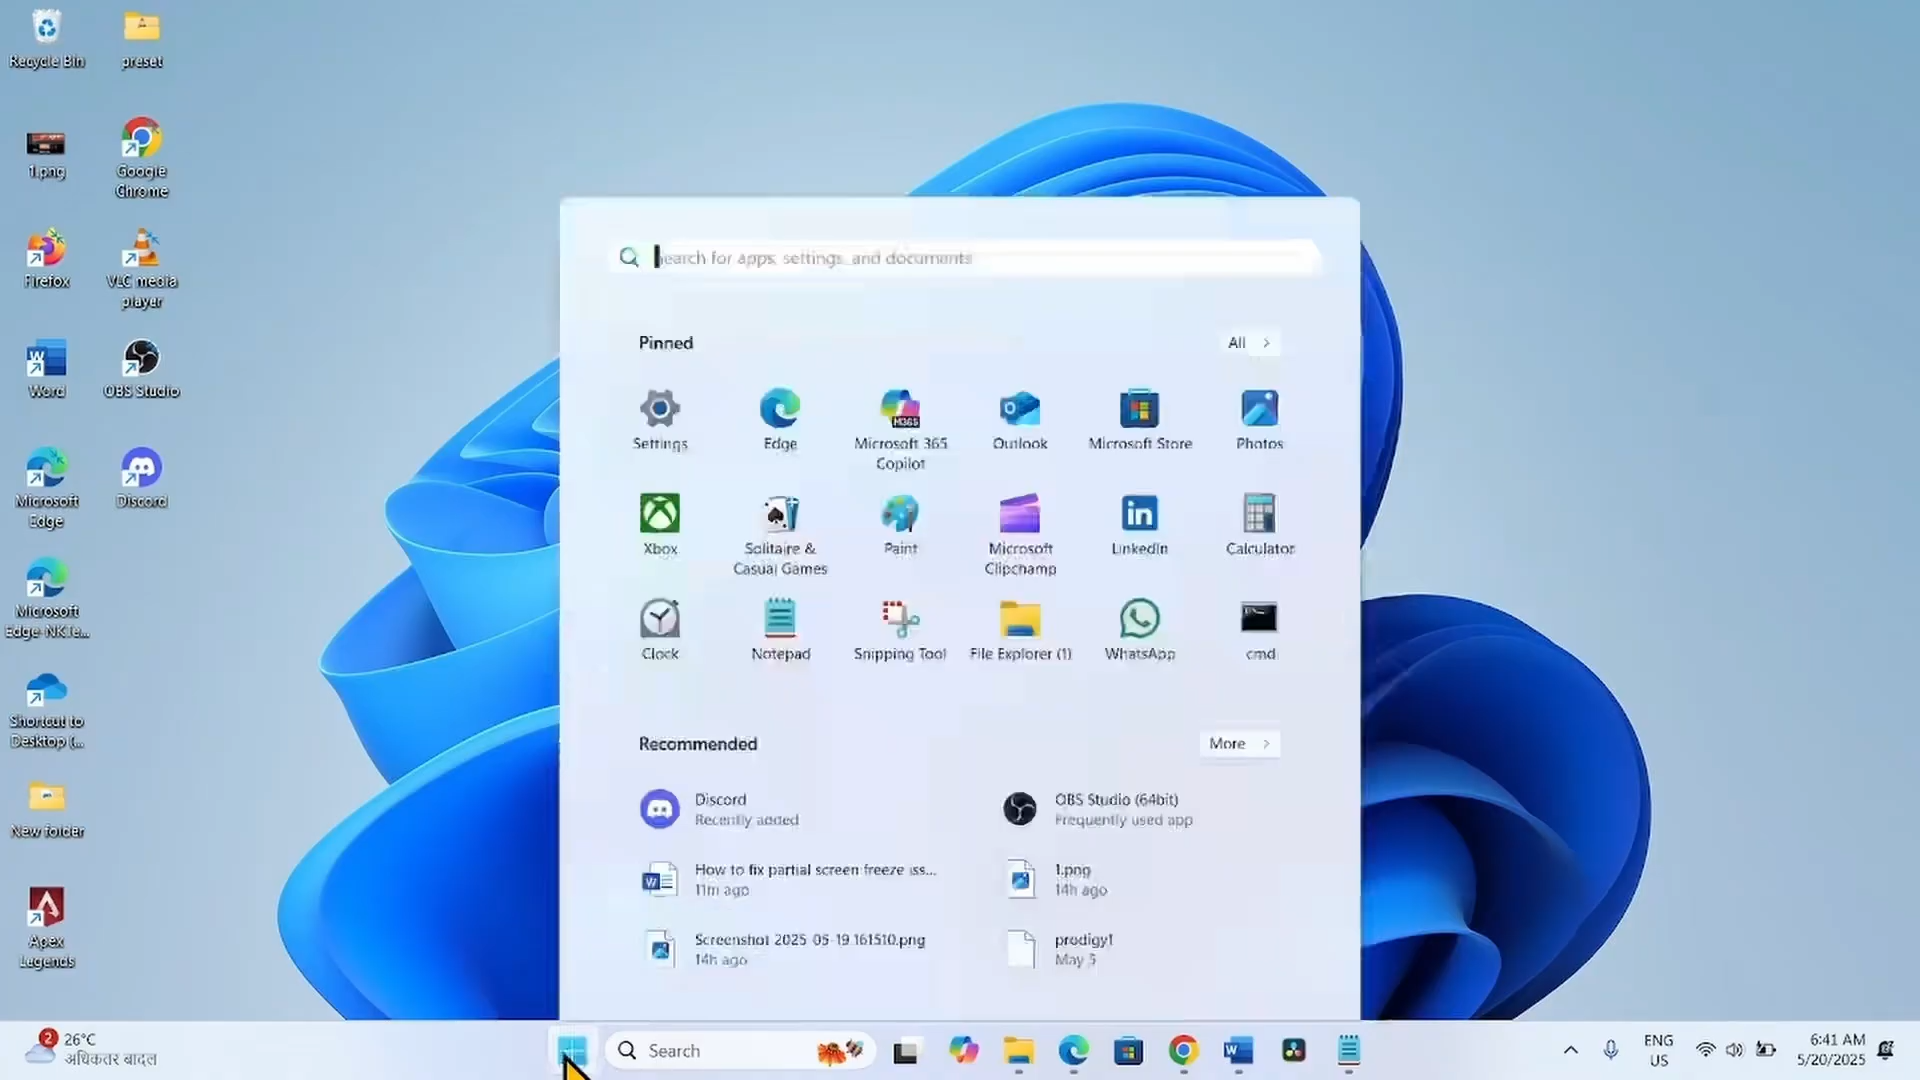 Recycle Bin
preset
1.png
Google
Chrome
Firefox
VLC media
player
Word
OBS Studio
Microsoft
Edge
Discord
Microsoft
Edge-NK.le...
Shortcut to
Desktop (...
New folder
Apex
Legends
Search for apps, settings, and documents
Pinned
All
Settings
Edge
M365
Microsoft 365
Copilot
Outlook
Microsoft Store
Photos
Xbox
Solitaire &
Casual Games
Paint
Microsoft
Clipchamp
LinkedIn
Calculator
Clock
Notepad
Snipping Tool
File Explorer (1)
WhatsApp
cmd
Recommended
More
Discord
Recently added
OBS Studio (64bit)
Frequently used app
How to fix partial screen freeze iss...
11m ago
1.png
14h ago
Screenshot 2025-05-19 161510.png
14h ago
prodigy1
May 5
2
26°C
अधिकतर बादल
Search
ENG
US
6:41 AM
5/20/2025